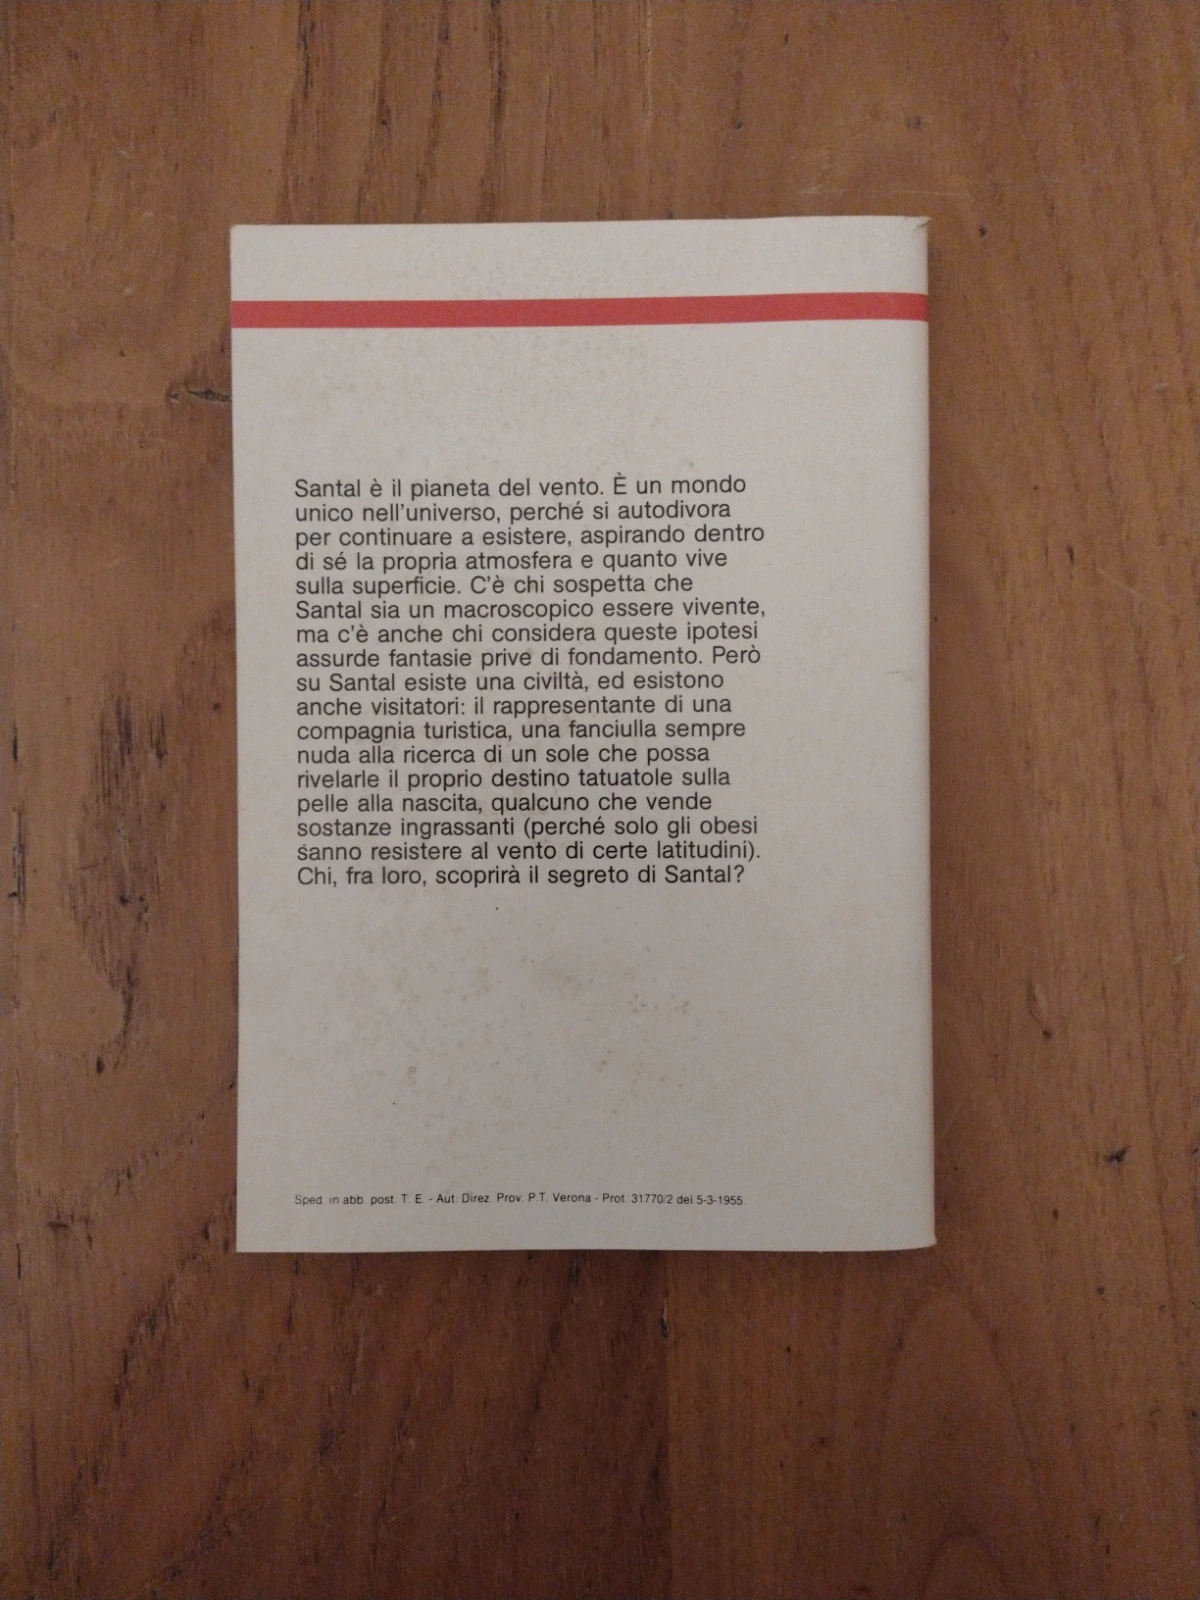 Santal è il pianeta del vento. È un mondo
unico nell'universo, perché si autodivora
per continuare a esistere, aspirando dentro
di sé la propria atmosfera e quanto vive
sulla superficie. C'è chi sospetta che
Santal sia un macroscopico essere vivente,
ma c'è anche chi considera queste ipotesi
assurde fantasie prive di fondamento. Però
su Santal esiste una civiltà, ed esistono
anche visitatori: il rappresentante di una
compagnia turistica, una fanciulla sempre
nuda alla ricerca di un sole che possa
rivelarle il proprio destino tatuatole sulla
pelle alla nascita, qualcuno che vende
sostanze ingrassanti (perché solo gli obesi
sanno resistere al vento di certe latitudini).
Chi, fra loro, scoprirà il segreto di Santal?
Sped. in abb. post. T. E. - Aut. Direz. Prov. P.T. Verona - Prot. 31770/2 del 5-3-1955.